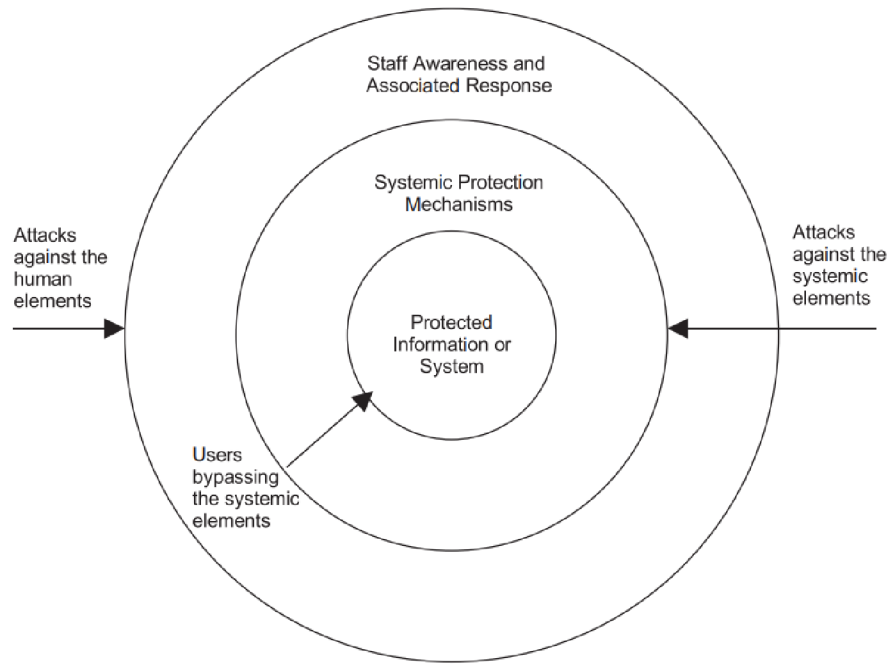 Staff Awareness and
Associated Response
Systemic Protection
Mechanisms
Attacks
against the
human
elements
Attacks
against the
systemic
elements
Protected
Information or
System
Users
bypassing
the systemic
elements